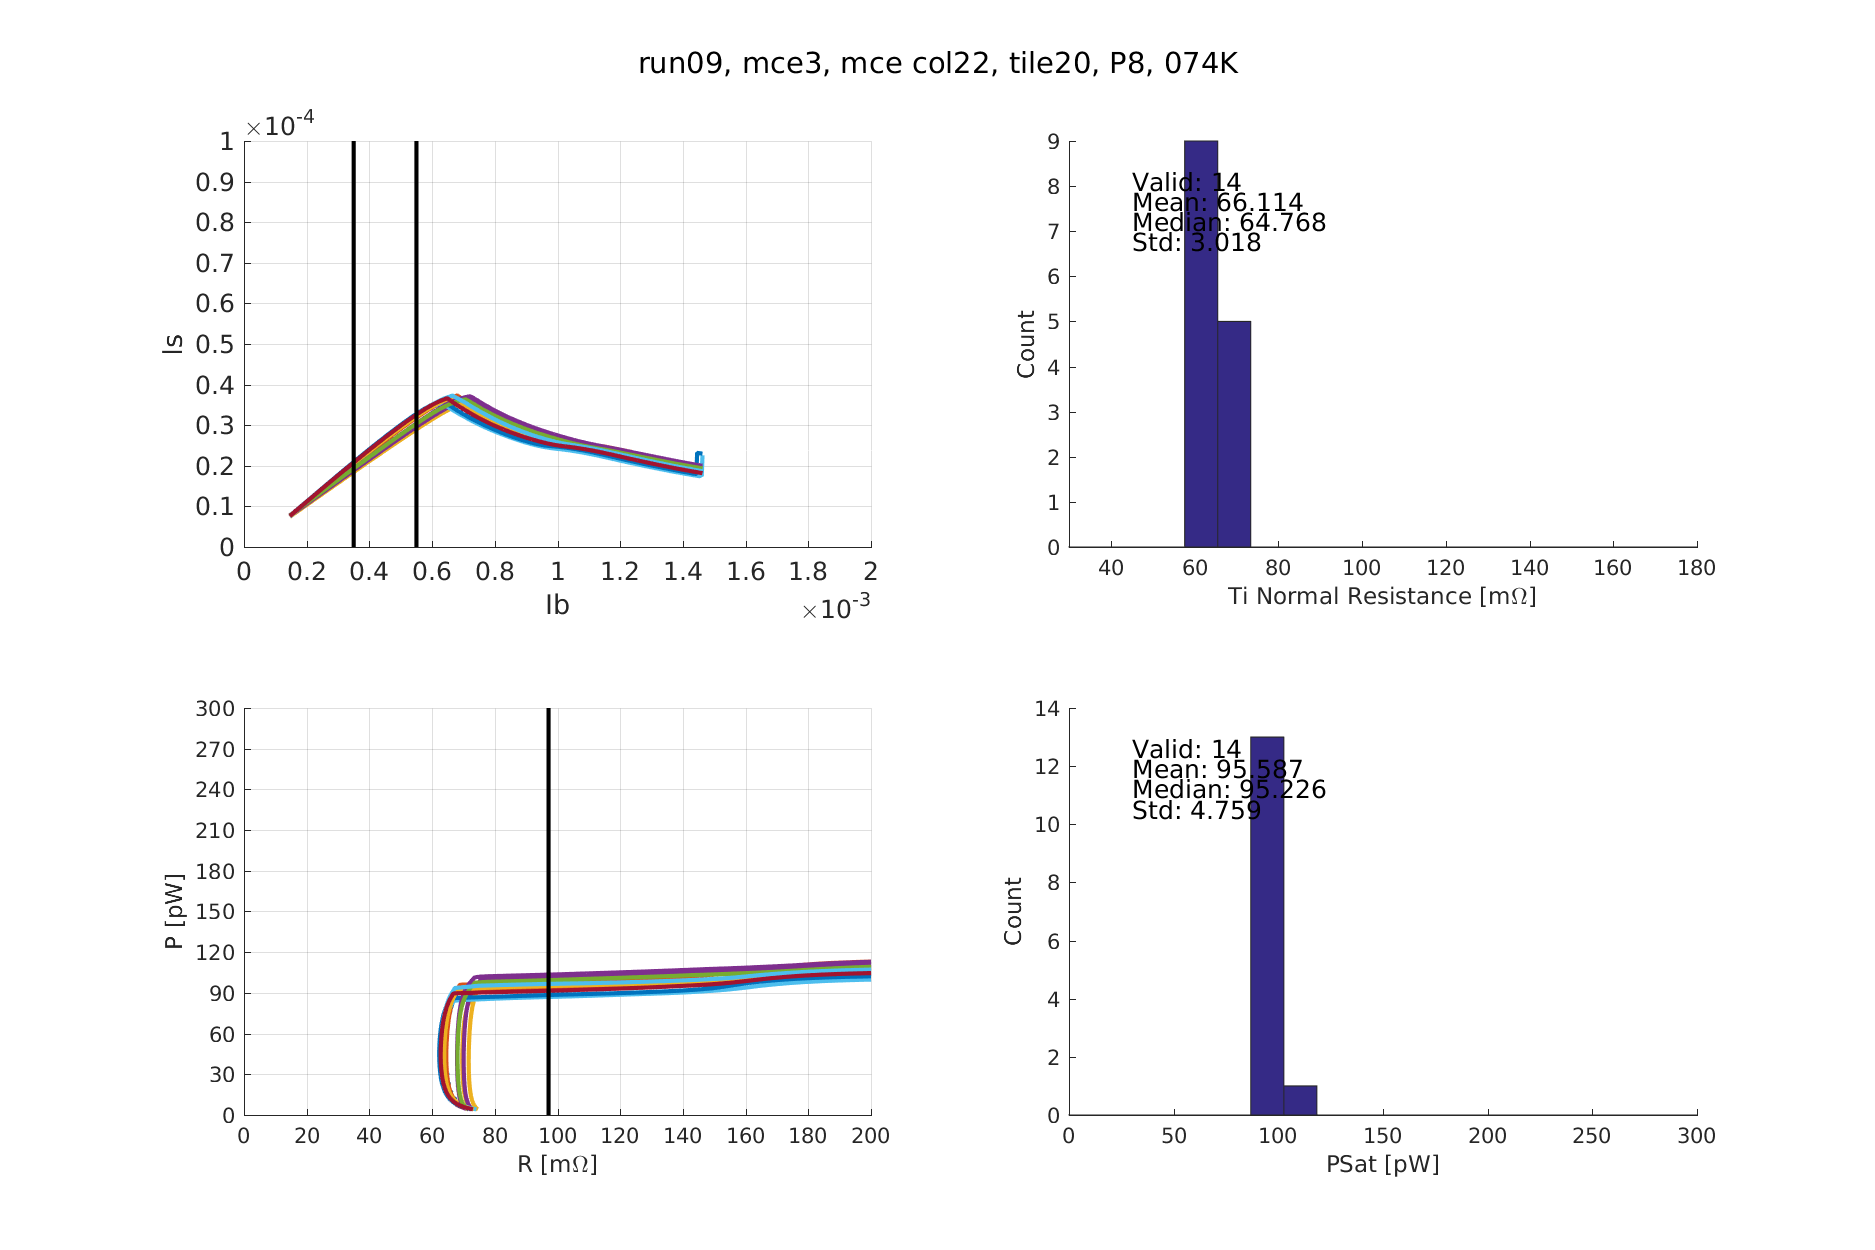 run09, mce3, mce col22, tile20, P8, 074K
×10-4
1
0.9
0.8
0.7
0.6
0.5
0.4
0.3
0.2
0.1
0
Is
0 0.2 0.4 0.6 0.8 1 1.2 1.4 1.6 1.8 2
Ib
×10-3
9
8
7
6
5
4
3
2
1
0
Count
Valid: 14
Mean: 66.114
Median: 64.768
Std: 3.018
40 60 80 100 120 140 160 180
Ti Normal Resistance [mΩ]
300
270
240
210
180
150
120
90
60
30
0
P [pW]
0 20 40 60 80 100 120 140 160 180 200
R [mΩ]
14
12
10
8
6
4
2
0
Count
Valid: 14
Mean: 95.587
Median: 95.226
Std: 4.759
0 50 100 150 200 250 300
PSat [pW]